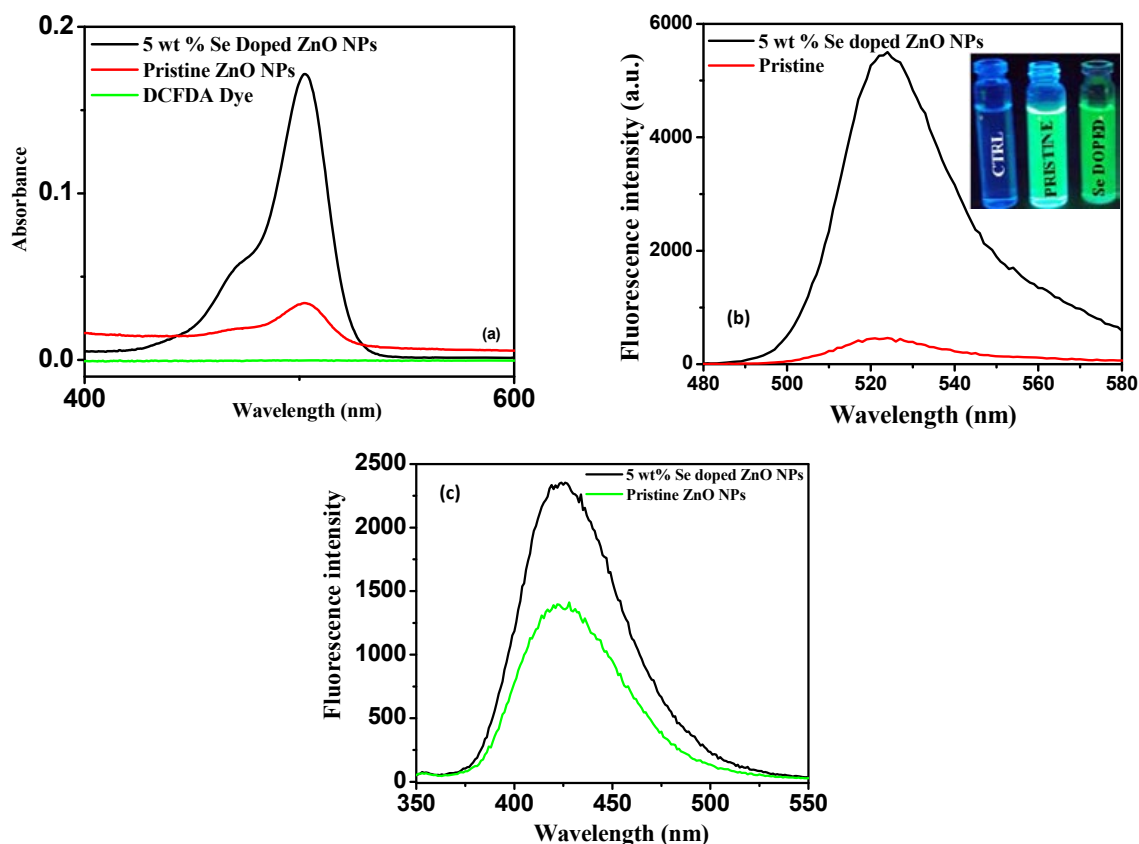 0.2
0.1
0.0
Absorbance
5 wt % Se Doped ZnO NPs
Pristine ZnO NPs
DCFDA Dye
(a)
400
600
Wavelength (nm)
6000
4000
2000
0
Fluorescence intensity (a.u.)
5 wt % Se doped ZnO NPs
Pristine
CTRL
PRISTINE
Se DOPED
(b)
480
500
520
540
560
580
Wavelength (nm)
2500
2000
1500
1000
500
0
Fluorescence intensity
(c)
5 wt% Se doped ZnO NPs
Pristine ZnO NPs
350
400
450
500
550
Wavelength (nm)